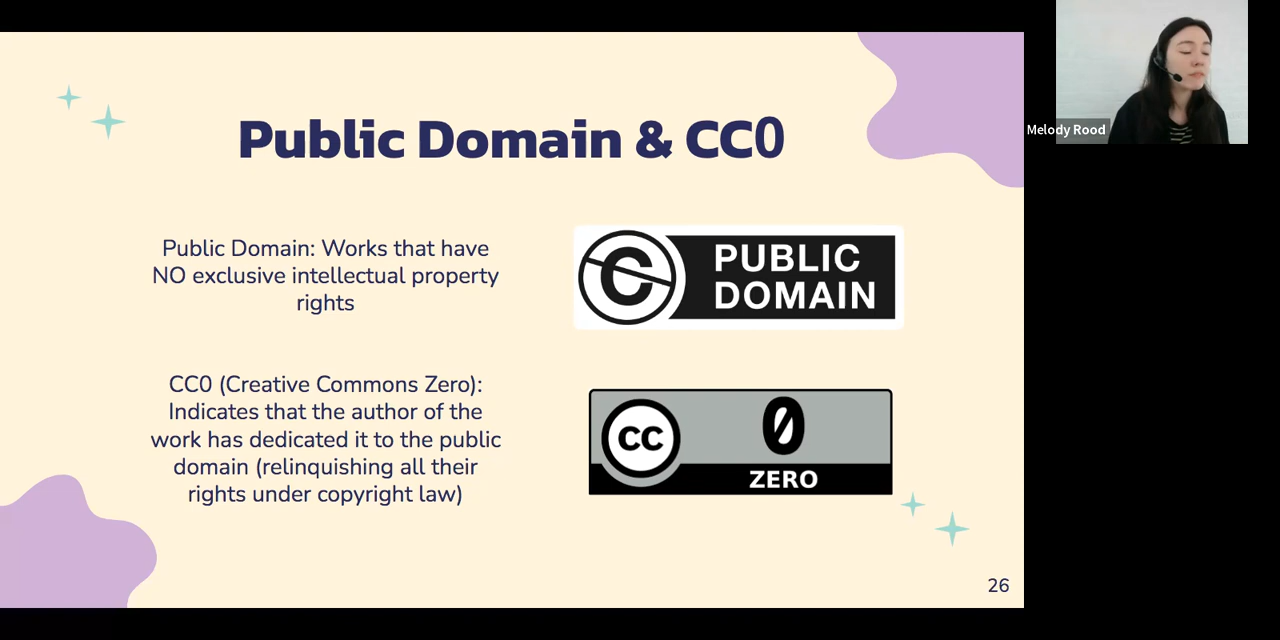 Public Domain & CC0
Public Domain: Works that have
NO exclusive intellectual property
rights
C
PUBLIC
DOMAIN
CC0 (Creative Commons Zero):
Indicates that the author of the
work has dedicated it to the public
domain (relinquishing all their
rights under copyright law)
CC
0
ZERO
26
Melody Rood